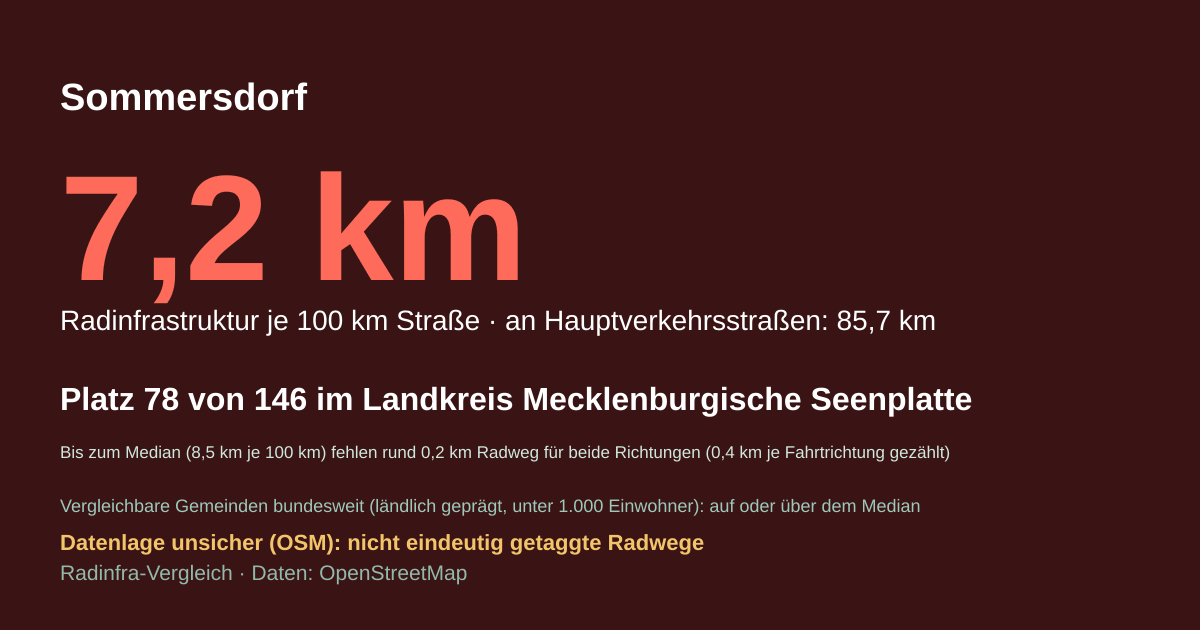 Sommersdorf
7,2 km
Radinfrastruktur je 100 km Straße · an Hauptverkehrsstraßen: 85,7 km
Platz 78 von 146 im Landkreis Mecklenburgische Seenplatte
Bis zum Median (8,5 km je 100 km) fehlen rund 0,2 km Radweg für beide Richtungen (0,4 km je Fahrtrichtung gezählt)
Vergleichbare Gemeinden bundesweit (ländlich geprägt, unter 1.000 Einwohner): auf oder über dem Median
Datenlage unsicher (OSM): nicht eindeutig getaggte Radwege
Radinfra-Vergleich · Daten: OpenStreetMap